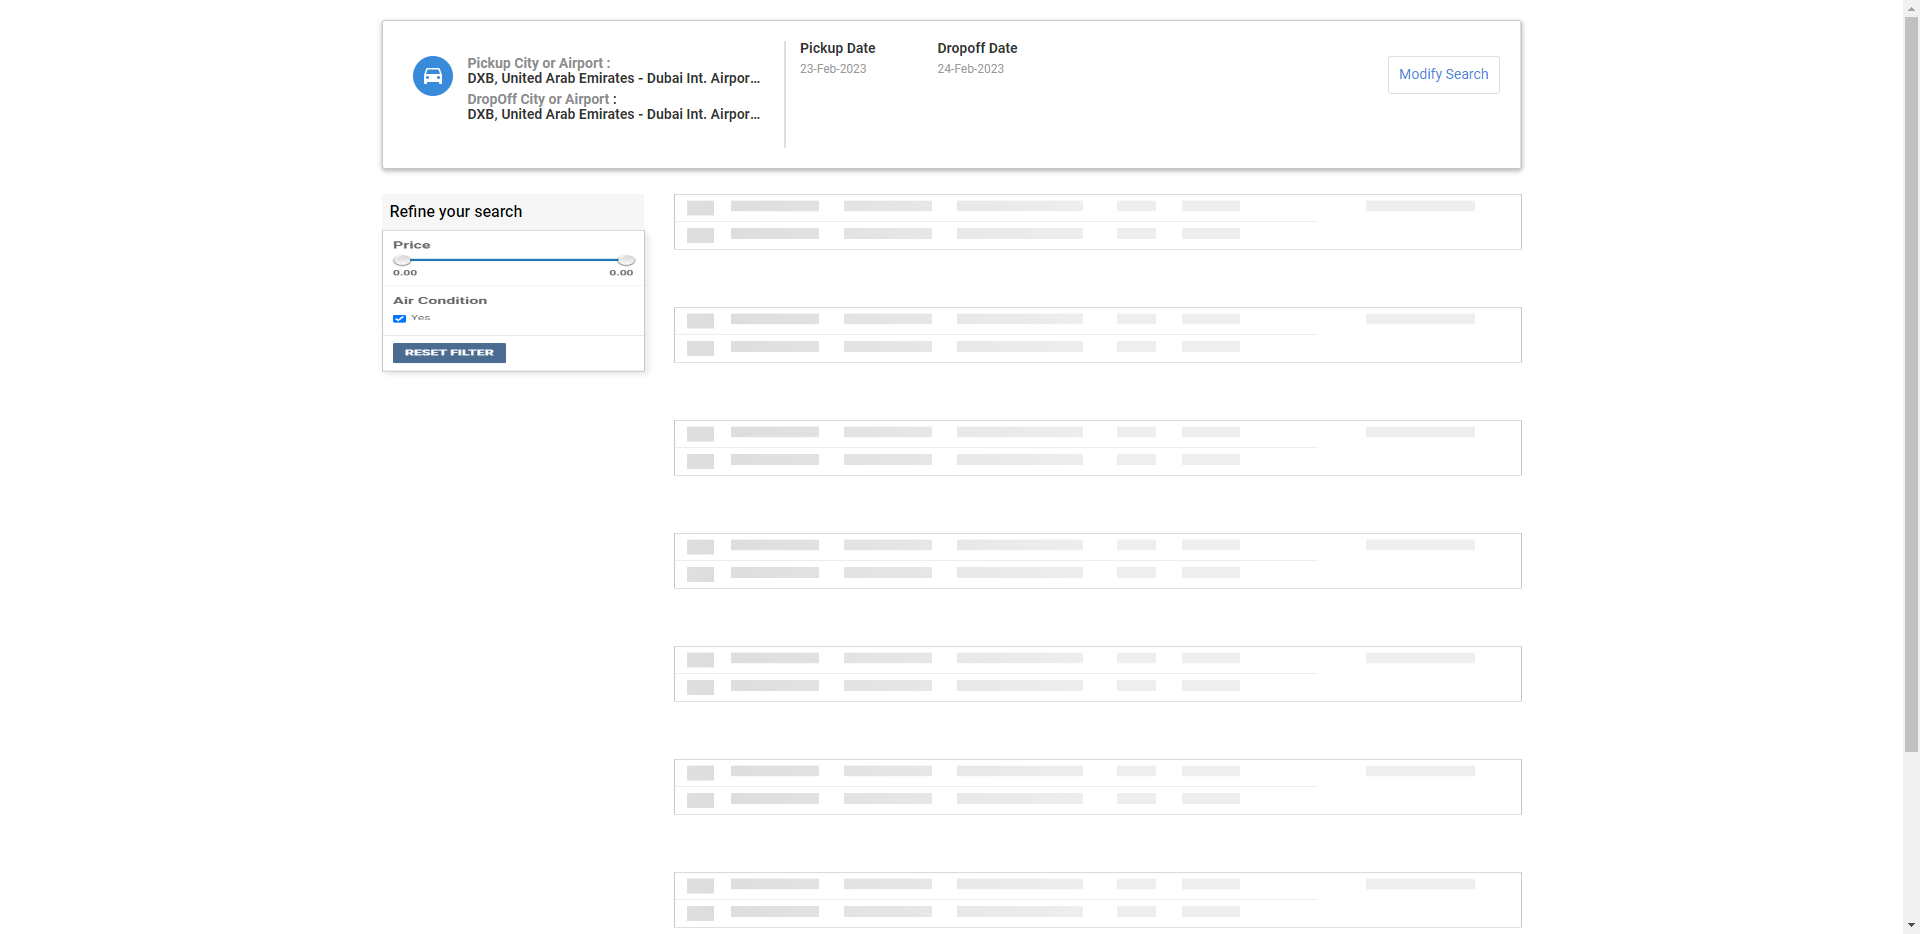 Pickup City or Airport :
DXB, United Arab Emirates - Dubai Int. Airpor...
DropOff City or Airport :
DXB, United Arab Emirates - Dubai Int. Airpor...
Pickup Date
23-Feb-2023
Dropoff Date
24-Feb-2023
Modify Search
Refine your search
Price
0.00 0.00
Air Condition
Yes
RESET FILTER